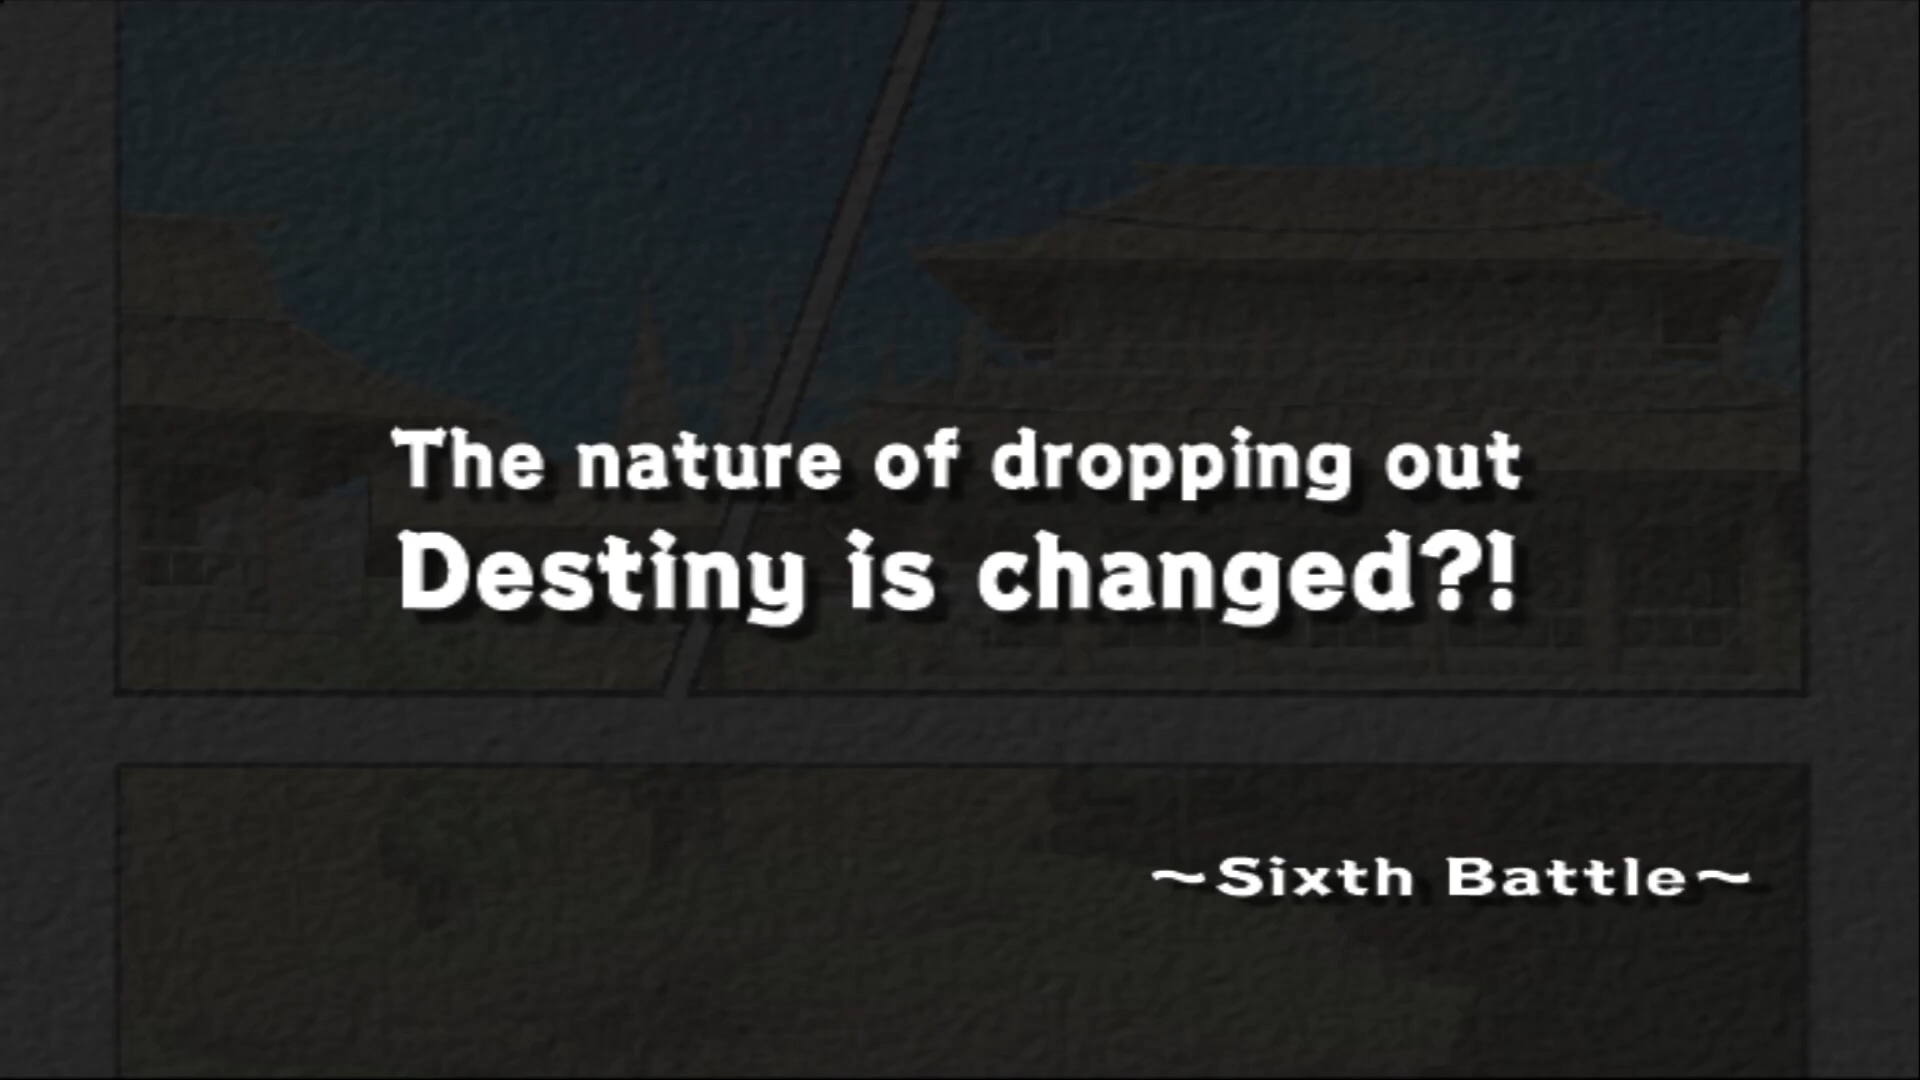 The nature of dropping out
Destiny is changed?!
~Sixth Battle~